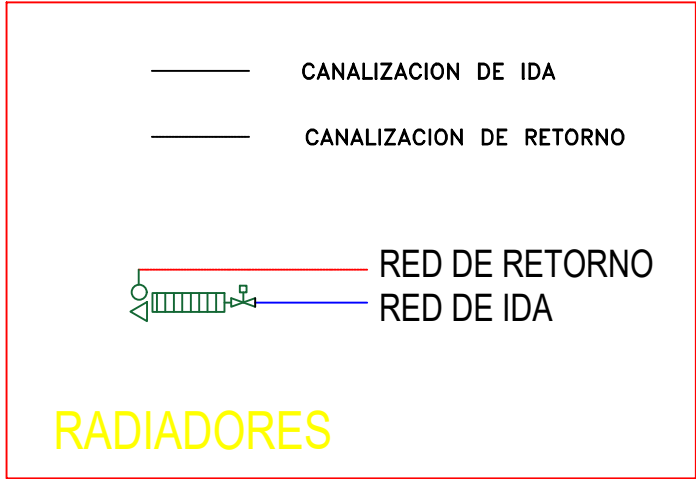 CANALIZACION DE IDA
CANALIZACION DE RETORNO
RED DE RETORNO
RED DE IDA
RADIADORES